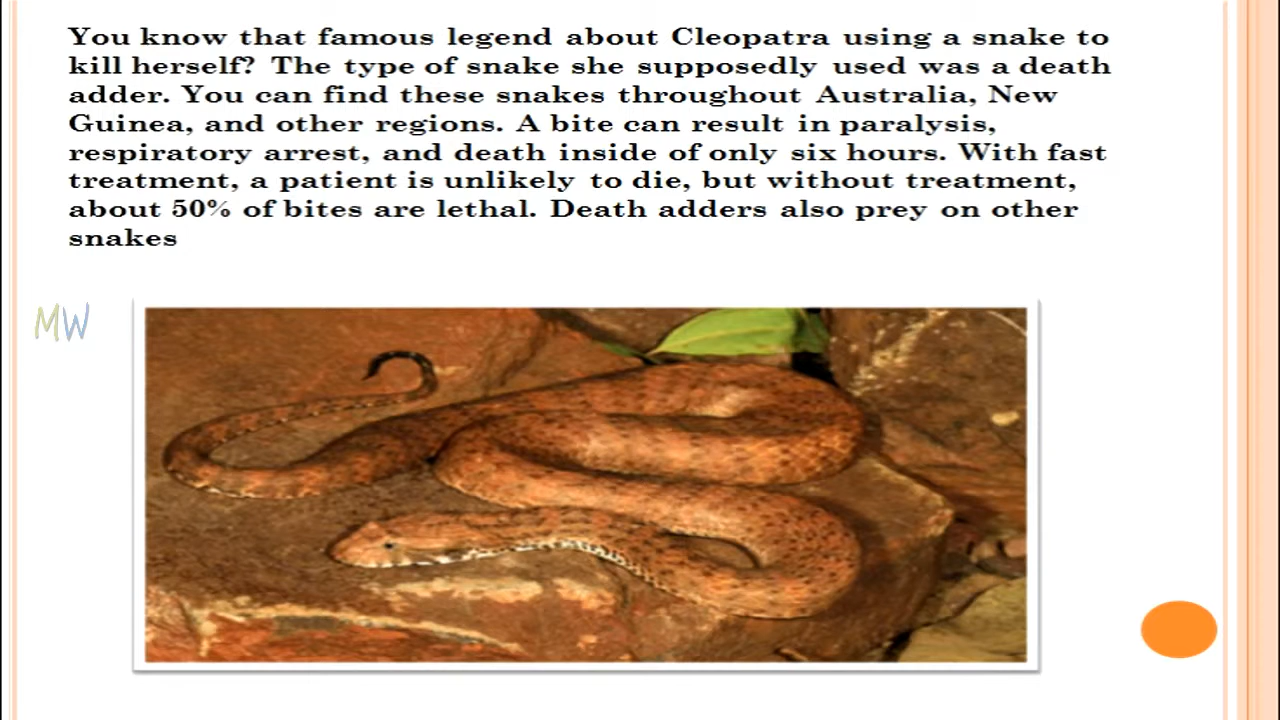 You know that famous legend about Cleopatra using a snake to
kill herself? The type of snake she supposedly used was a death
adder. You can find these snakes throughout Australia, New
Guinea, and other regions. A bite can result in paralysis,
respiratory arrest, and death inside of only six hours. With fast
treatment, a patient is unlikely to die, but without treatment,
about 50% of bites are lethal. Death adders also prey on other
snakes
MW